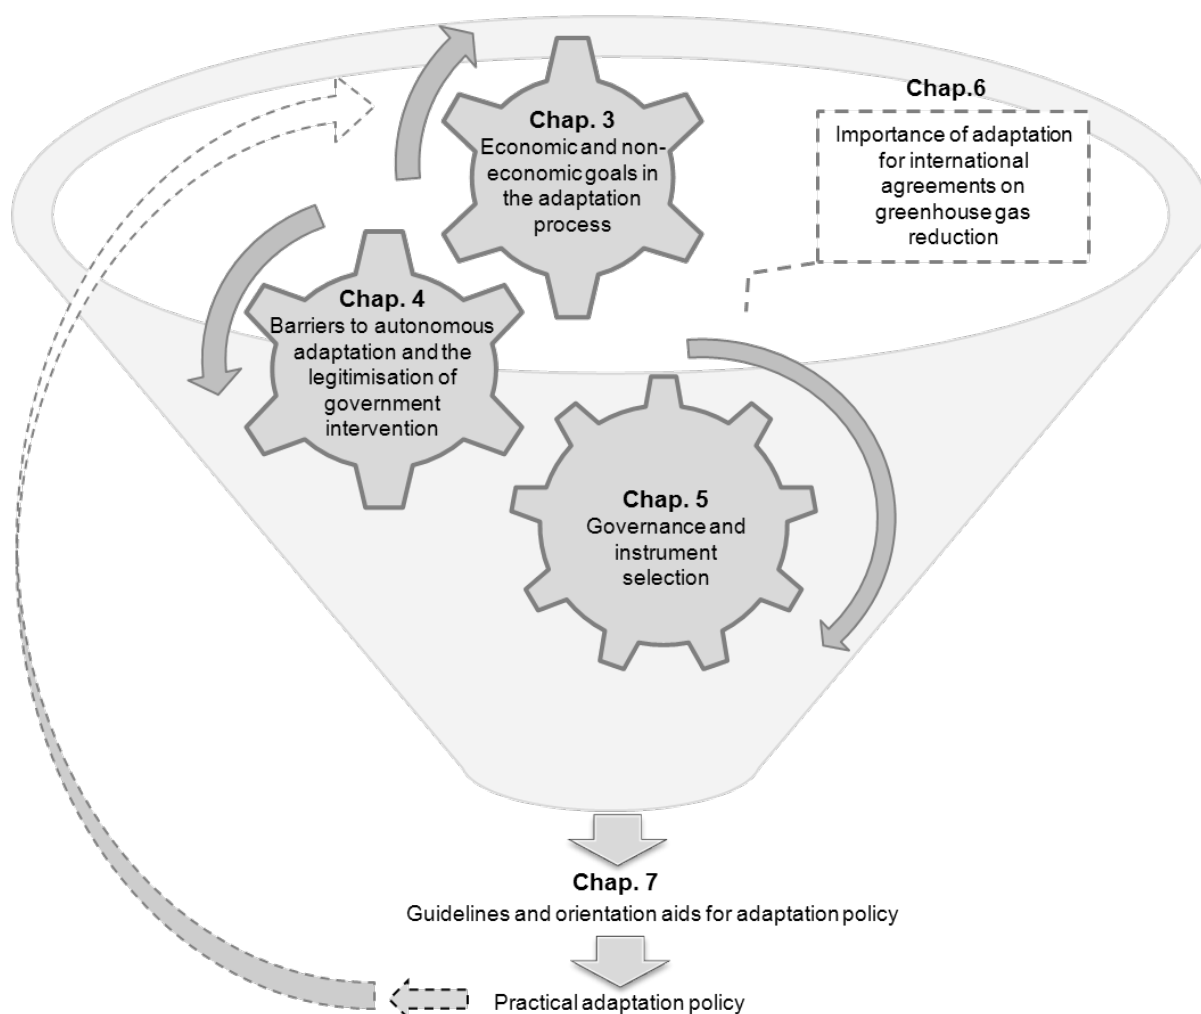 Chap. 3
Economic and non-
economic goals in
the adaptation
process
Chap.6
Importance of adaptation
for international
agreements on
greenhouse gas
reduction
Chap. 4
Barriers to autonomous
adaptation and the
legitimisation of
government
intervention
Chap. 5
Governance and
instrument
selection
Chap. 7
Guidelines and orientation aids for adaptation policy
Practical adaptation policy